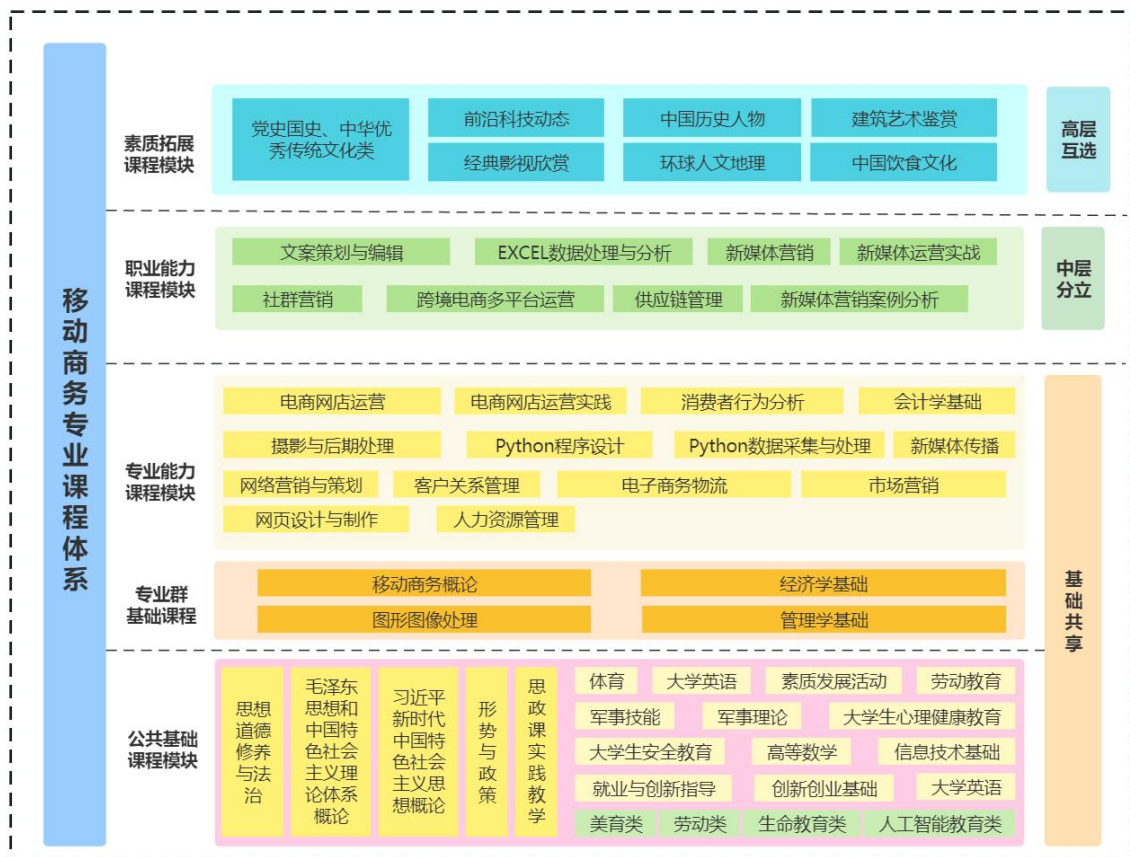 移动商务专业课程体系
素质拓展
课程模块
党史国史、中华优
秀传统文化类
前沿科技动态
中国历史人物
建筑艺术鉴赏
经典影视欣赏
环球人文地理
中国饮食文化
高层
互选
职业能力
课程模块
文案策划与编辑
EXCEL数据处理与分析
新媒体营销
新媒体运营实战
社群营销
跨境电商多平台运营
供应链管理
新媒体营销案例分析
中层
分立
专业能力
课程模块
电商网店运营
电商网店运营实践
消费者行为分析
会计学基础
摄影与后期处理
Python程序设计
Python数据采集与处理
新媒体传播
网络营销与策划
客户关系管理
电子商务物流
市场营销
网页设计与制作
人力资源管理
专业群
基础课程
移动商务概论
经济学基础
图形图像处理
管理学基础
基础共享
公共基础
课程模块
思想
道德
修养
与法
治
毛泽东
思想和
中国特
色社会
主义理
论体系
概论
习近平
新时代
中国特
色社会
主义思
想概论
形势与政策
思政课实践教学
体育
大学英语
素质发展活动
劳动教育
军事技能
军事理论
大学生心理健康教育
大学生安全教育
高等数学
信息技术基础
就业与创新指导
创新创业基础
大学英语
美育类
劳动类
生命教育类
人工智能教育类